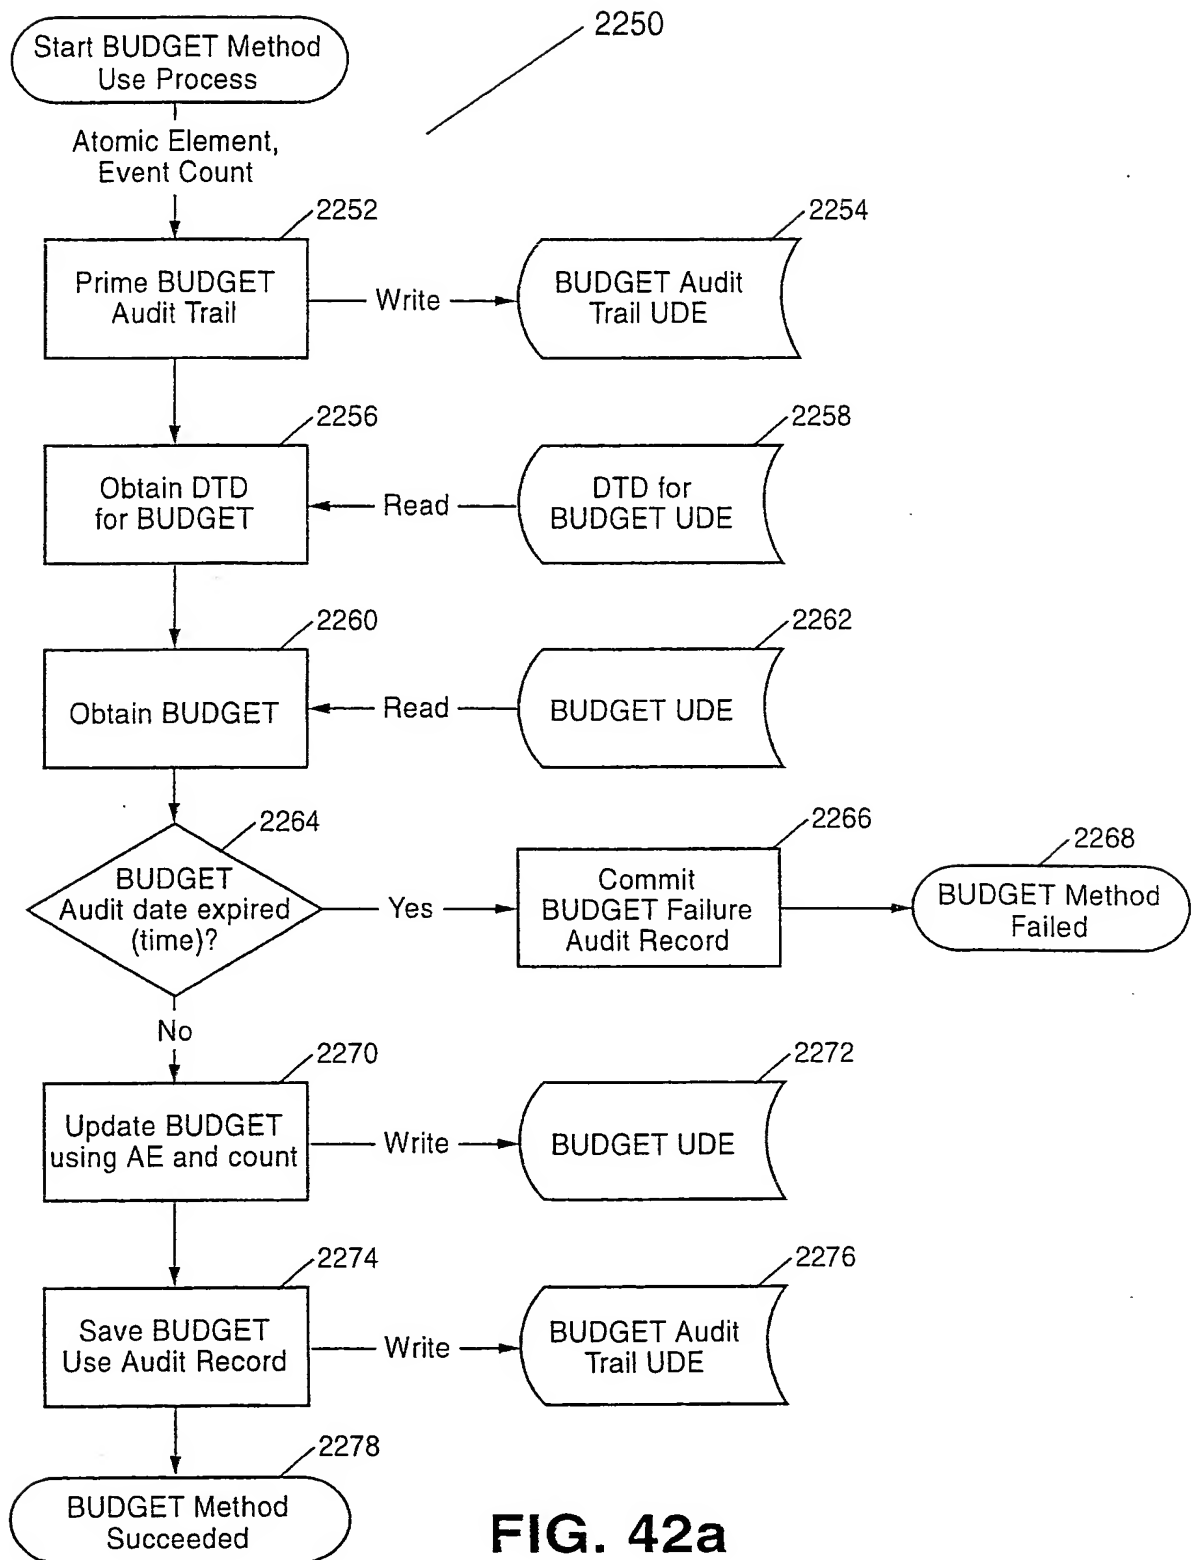 2250
Start BUDGET Method
Use Process
Atomic Element,
Event Count
2252
2254
Prime BUDGET
Audit Trail
Write
BUDGET Audit
Trail UDE
2256
2258
Obtain DTD
for BUDGET
Read
DTD for
BUDGET UDE
2260
2262
Obtain BUDGET
Read
BUDGET UDE
2264
2266
2268
BUDGET
Audit date expired
(time)?
Yes
Commit
BUDGET Failure
Audit Record
BUDGET Method
Failed
No
2270
2272
Update BUDGET
using AE and count
Write
BUDGET UDE
2274
2276
Save BUDGET
Use Audit Record
Write
BUDGET Audit
Trail UDE
2278
BUDGET Method
Succeeded
FIG. 42a